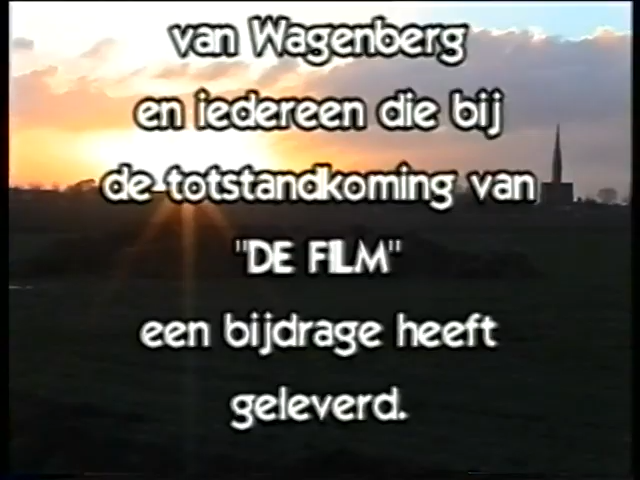 van Wagenberg
en iedereen die bij
de totstandkoming van
"DE FILM"
een bijdrage heeft
geleverd.